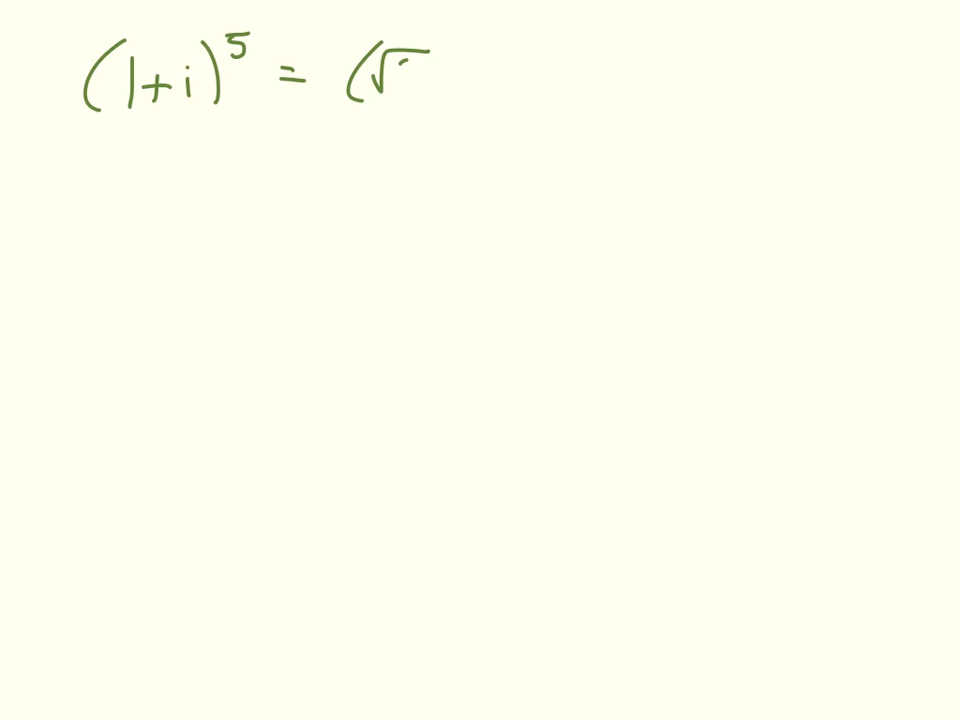 (1+i)^5 = (√